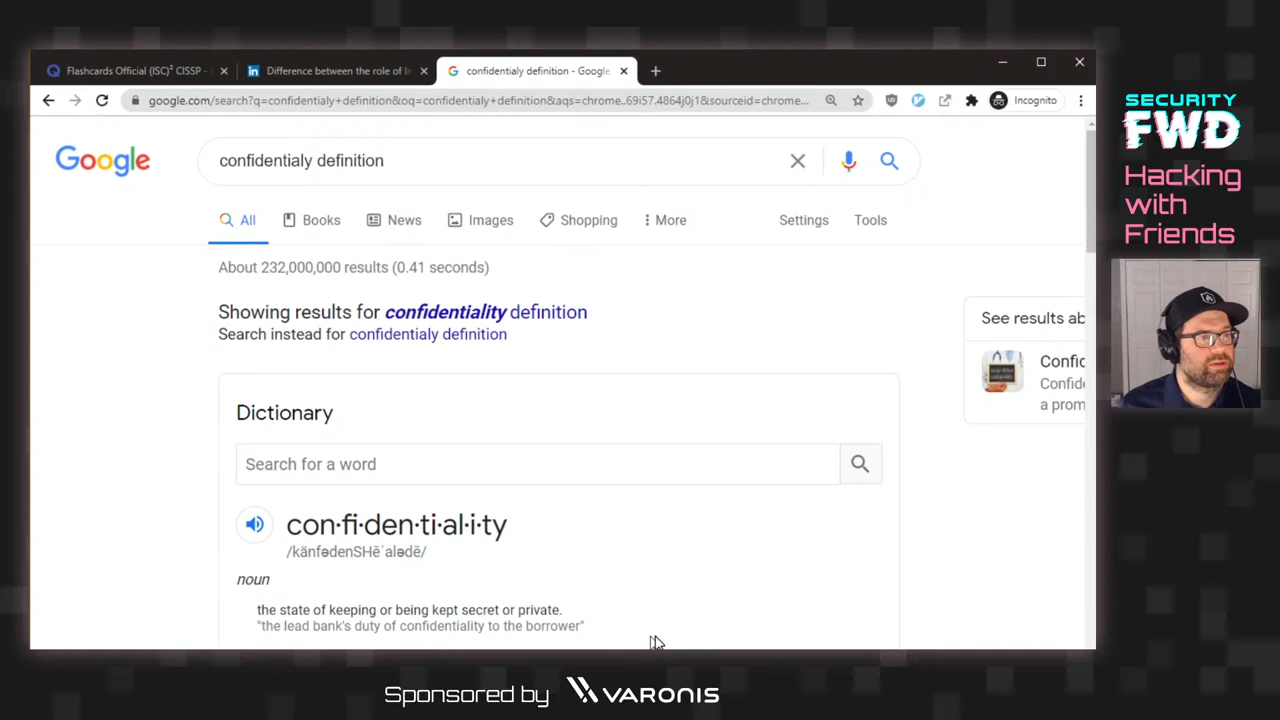 Flashcards Official (ISC)² CISSP -
Difference between the role of In
confidentialy definition - Google
google.com/search?q=confidentialy+definition&oq=confidentialy+definition&aqs=chrome...69i57.4864j0j1&sourceid=chrome...
Incognito
Google
confidentialy definition
All
Books
News
Images
Shopping
More
Settings
Tools
About 232,000,000 results (0.41 seconds)
Showing results for confidentiality definition
Search instead for confidentialy definition
See results ab
Confid
Confide
a prom
Dictionary
Search for a word
con·fi·den·ti·al·i·ty
/känfədenSHēˈalədē/
noun
the state of keeping or being kept secret or private.
"the lead bank's duty of confidentiality to the borrower"
SECURITY
FWD
Hacking
with
Friends
Sponsored by VARONIS